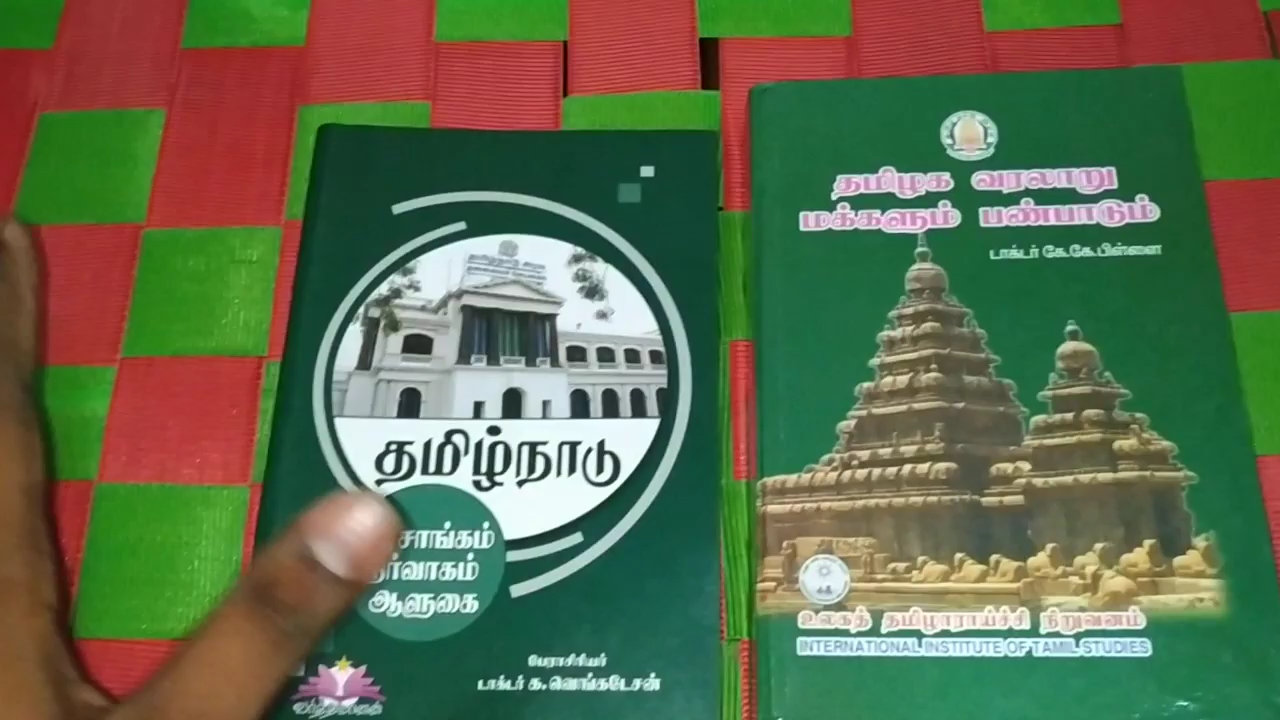 தமிழ்நாடு
சாங்கம்
ஆளுகை
பேராசிரியர்
டாக்டர் க. வெங்கடேசன்
தமிழக வரலாறு
மக்களும் பண்பாடும்
டாக்டர் கே.கே.பிள்ளை
உலகத் தமிழாராய்ச்சி நிறுவனம்
INTERNATIONAL INSTITUTE OF TAMIL STUDIES